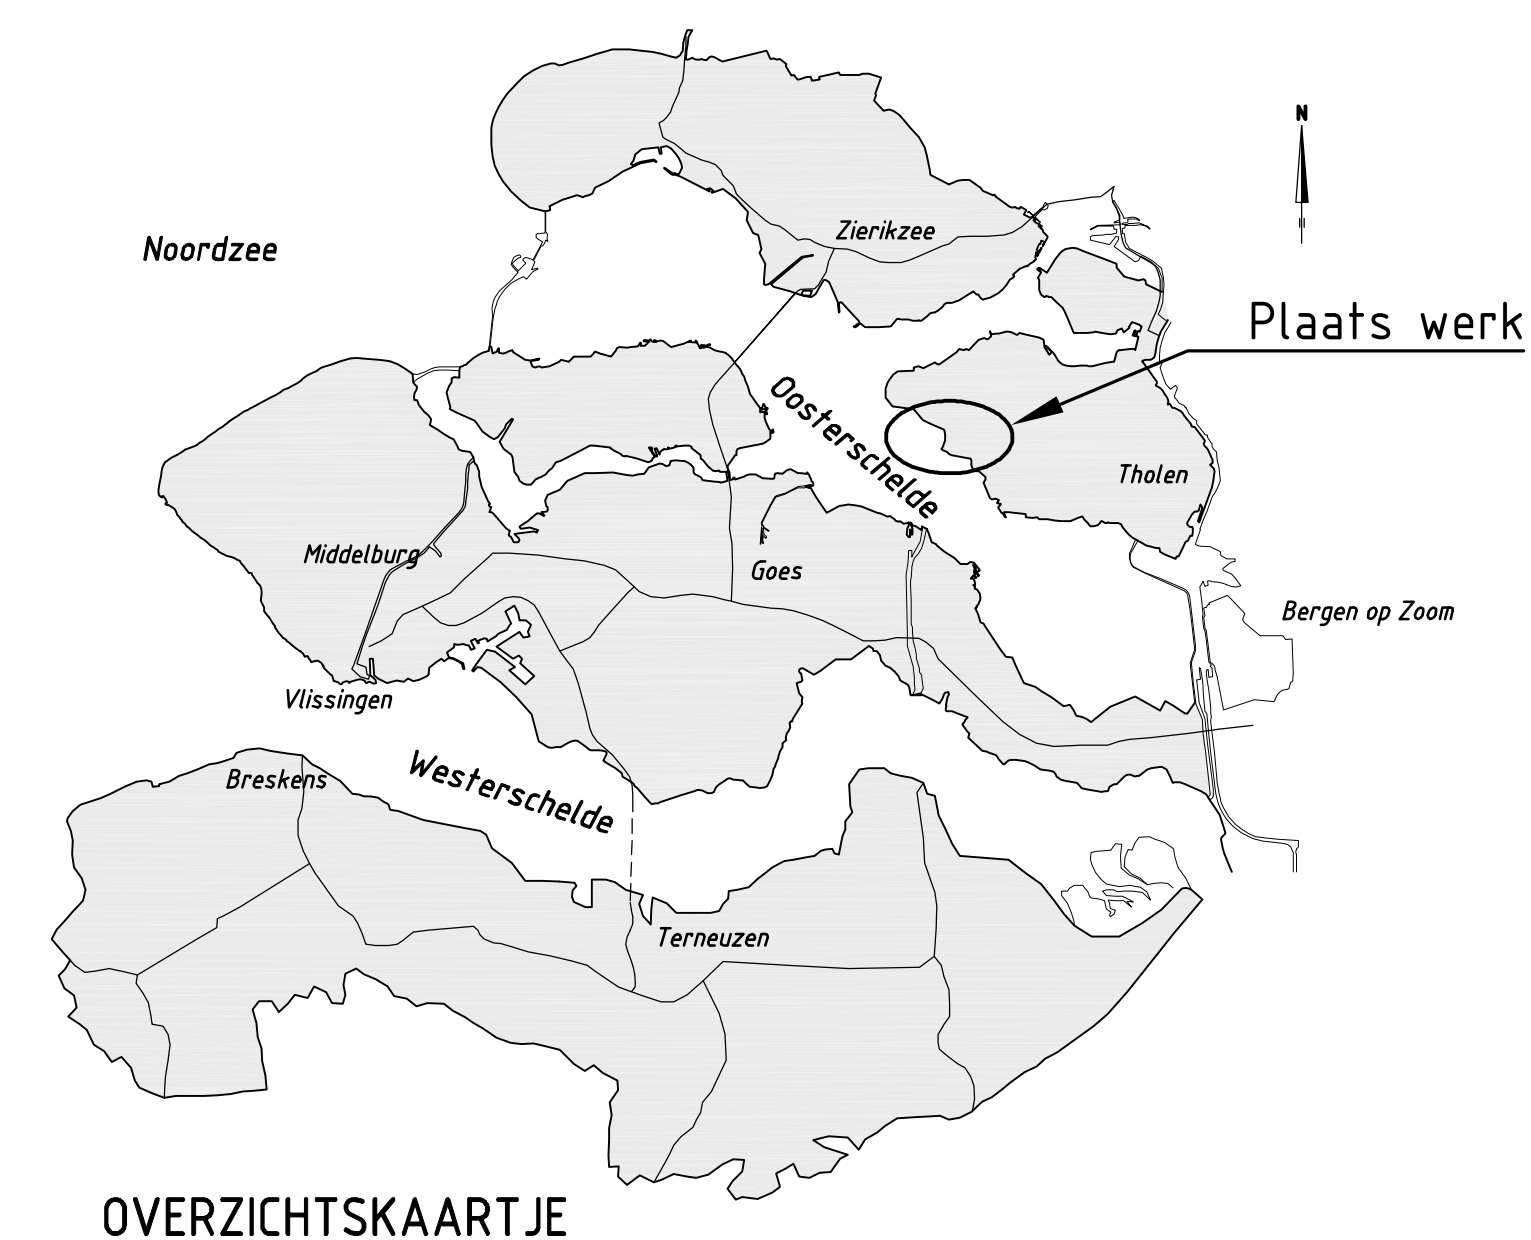 N
Zierikzee
Noordzee
Plaats werk
Oosterschelde
Tholen
Middelburg
Goes
Bergen op Zoom
Vlissingen
Westerschelde
Breskens
Terneuzen
OVERZICHTSKAARTJE